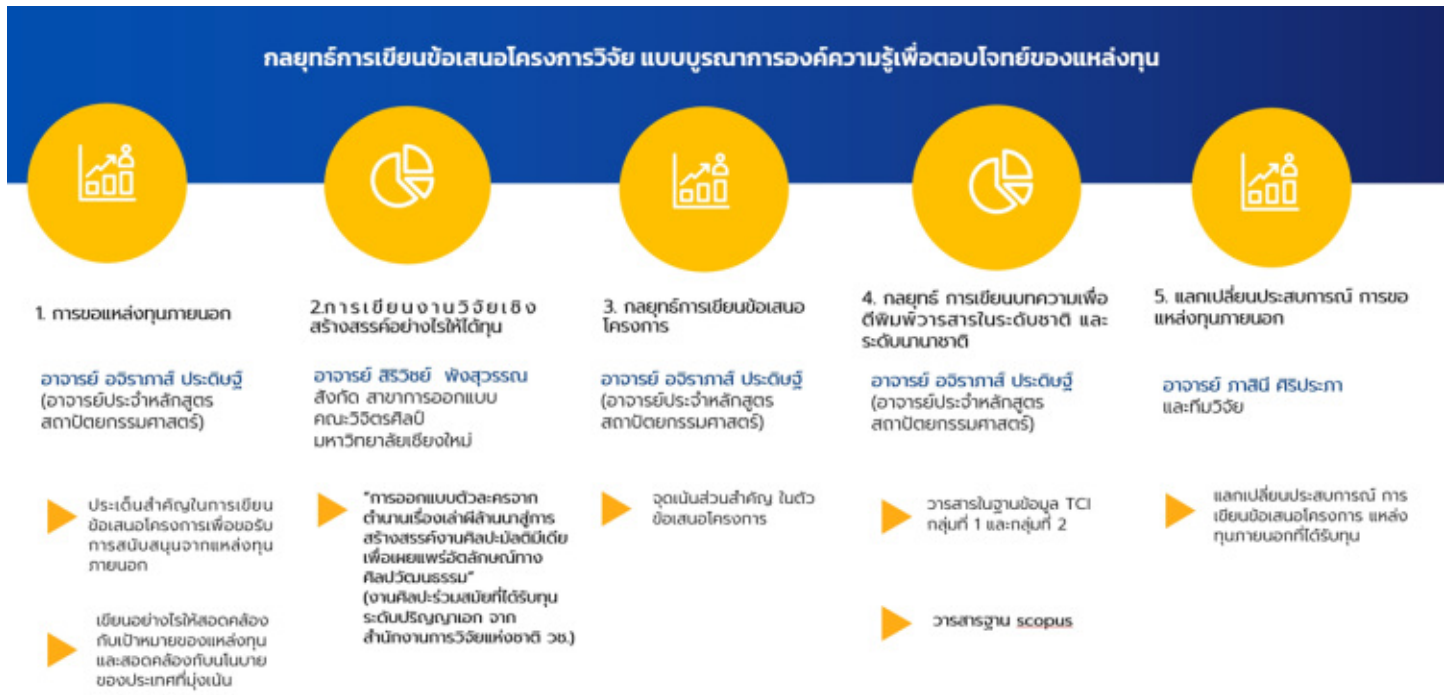 กลยุทธ์การเขียนข้อเสนอโครงการวิจัย แบบบูรณาการองค์ความรู้เพื่อตอบโจทย์ของแหล่งทุน
1. การขอแหล่งทุนภายนอก
อาจารย์ อจิราภาส์ ประดิษฐ์
(อาจารย์ประจำหลักสูตร
สถาปัตยกรรมศาสตร์)
ประเด็นสำคัญในการเขียน
ข้อเสนอโครงการเพื่อขอรับ
การสนับสนุนจากแหล่งทุน
ภายนอก
เขียนอย่างไรให้สอดคล้อง
กับเป้าหมายของแหล่งทุน
และสอดคล้องกับนโนบาย
ของประเทศที่มุ่งเน้น
2.การเขียนงานวิจัยเชิง
สร้างสรรค์อย่างไรให้ได้ทุน
อาจารย์ สิริวิชย์ พังสุวรรณ
สังกัด สาขาการออกแบบ
คณะวิจิตรศิลป์
มหาวิทยาลัยเชียงใหม่
"การออกแบบตัวละครจาก
ตำนานเรื่องเล่าผีล้านนาสู่การ
สร้างสรรค์งานศิลปะมัลติมีเดีย
เพื่อเผยแพร่อัตลักษณ์ทาง
ศิลปวัฒนธรรม"
(งานศิลปะร่วมสมัยที่ได้รับทุน
ระดับปริญญาเอก จาก
สำนักงานการวิจัยแห่งชาติ วช.)
3. กลยุทธ์การเขียนข้อเสนอ
โครงการ
อาจารย์ อจิราภาส์ ประดิษฐ์
(อาจารย์ประจำหลักสูตร
สถาปัตยกรรมศาสตร์)
จุดเน้นส่วนสำคัญ ในตัว
ข้อเสนอโครงการ
4. กลยุทธ์ การเขียนบทความเพื่อ
ตีพิมพ์วารสารในระดับชาติ และ
ระดับนานาชาติ
อาจารย์ อจิราภาส์ ประดิษฐ์
(อาจารย์ประจำหลักสูตร
สถาปัตยกรรมศาสตร์)
วารสารในฐานข้อมูล TCI
กลุ่มที่ 1 และกลุ่มที่ 2
วารสารฐาน scopus
5. แลกเปลี่ยนประสบการณ์ การขอ
แหล่งทุนภายนอก
อาจารย์ ภาสินี ศิริประภา
และทีมวิจัย
แลกเปลี่ยนประสบการณ์ การ
เขียนข้อเสนอโครงการ แหล่ง
ทุนภายนอกที่ได้รับทุน